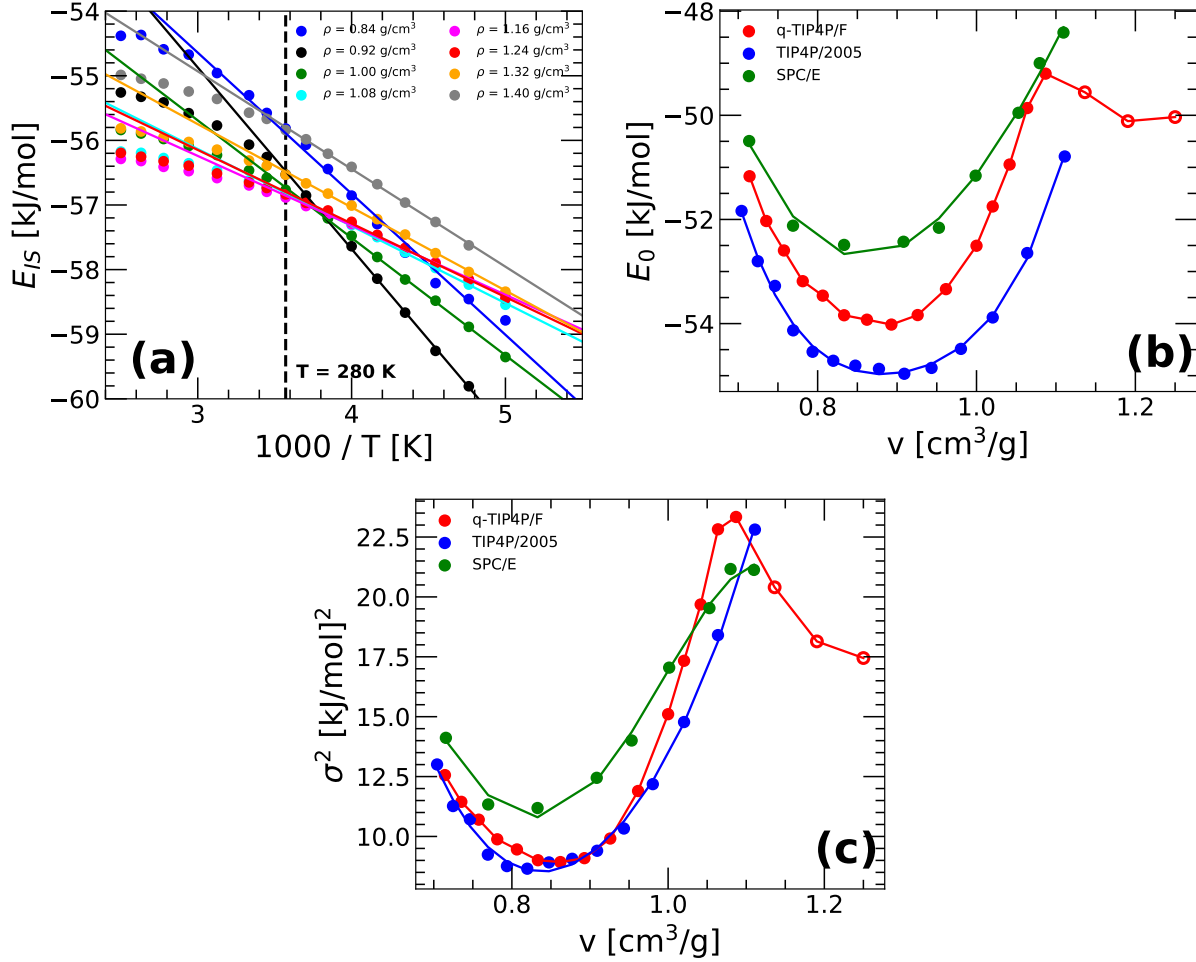 −54
−55
−56
−57
−58
−59
−60
E_IS [kJ/mol]
ρ = 0.84 g/cm³
ρ = 0.92 g/cm³
ρ = 1.00 g/cm³
ρ = 1.08 g/cm³
ρ = 1.16 g/cm³
ρ = 1.24 g/cm³
ρ = 1.32 g/cm³
ρ = 1.40 g/cm³
(a)
T = 280 K
3
4
5
1000 / T [K]
−48
−50
−52
−54
E_0 [kJ/mol]
q-TIP4P/F
TIP4P/2005
SPC/E
(b)
0.8
1.0
1.2
v [cm³/g]
22.5
20.0
17.5
15.0
12.5
10.0
σ² [kJ/mol]²
q-TIP4P/F
TIP4P/2005
SPC/E
(c)
0.8
1.0
1.2
v [cm³/g]